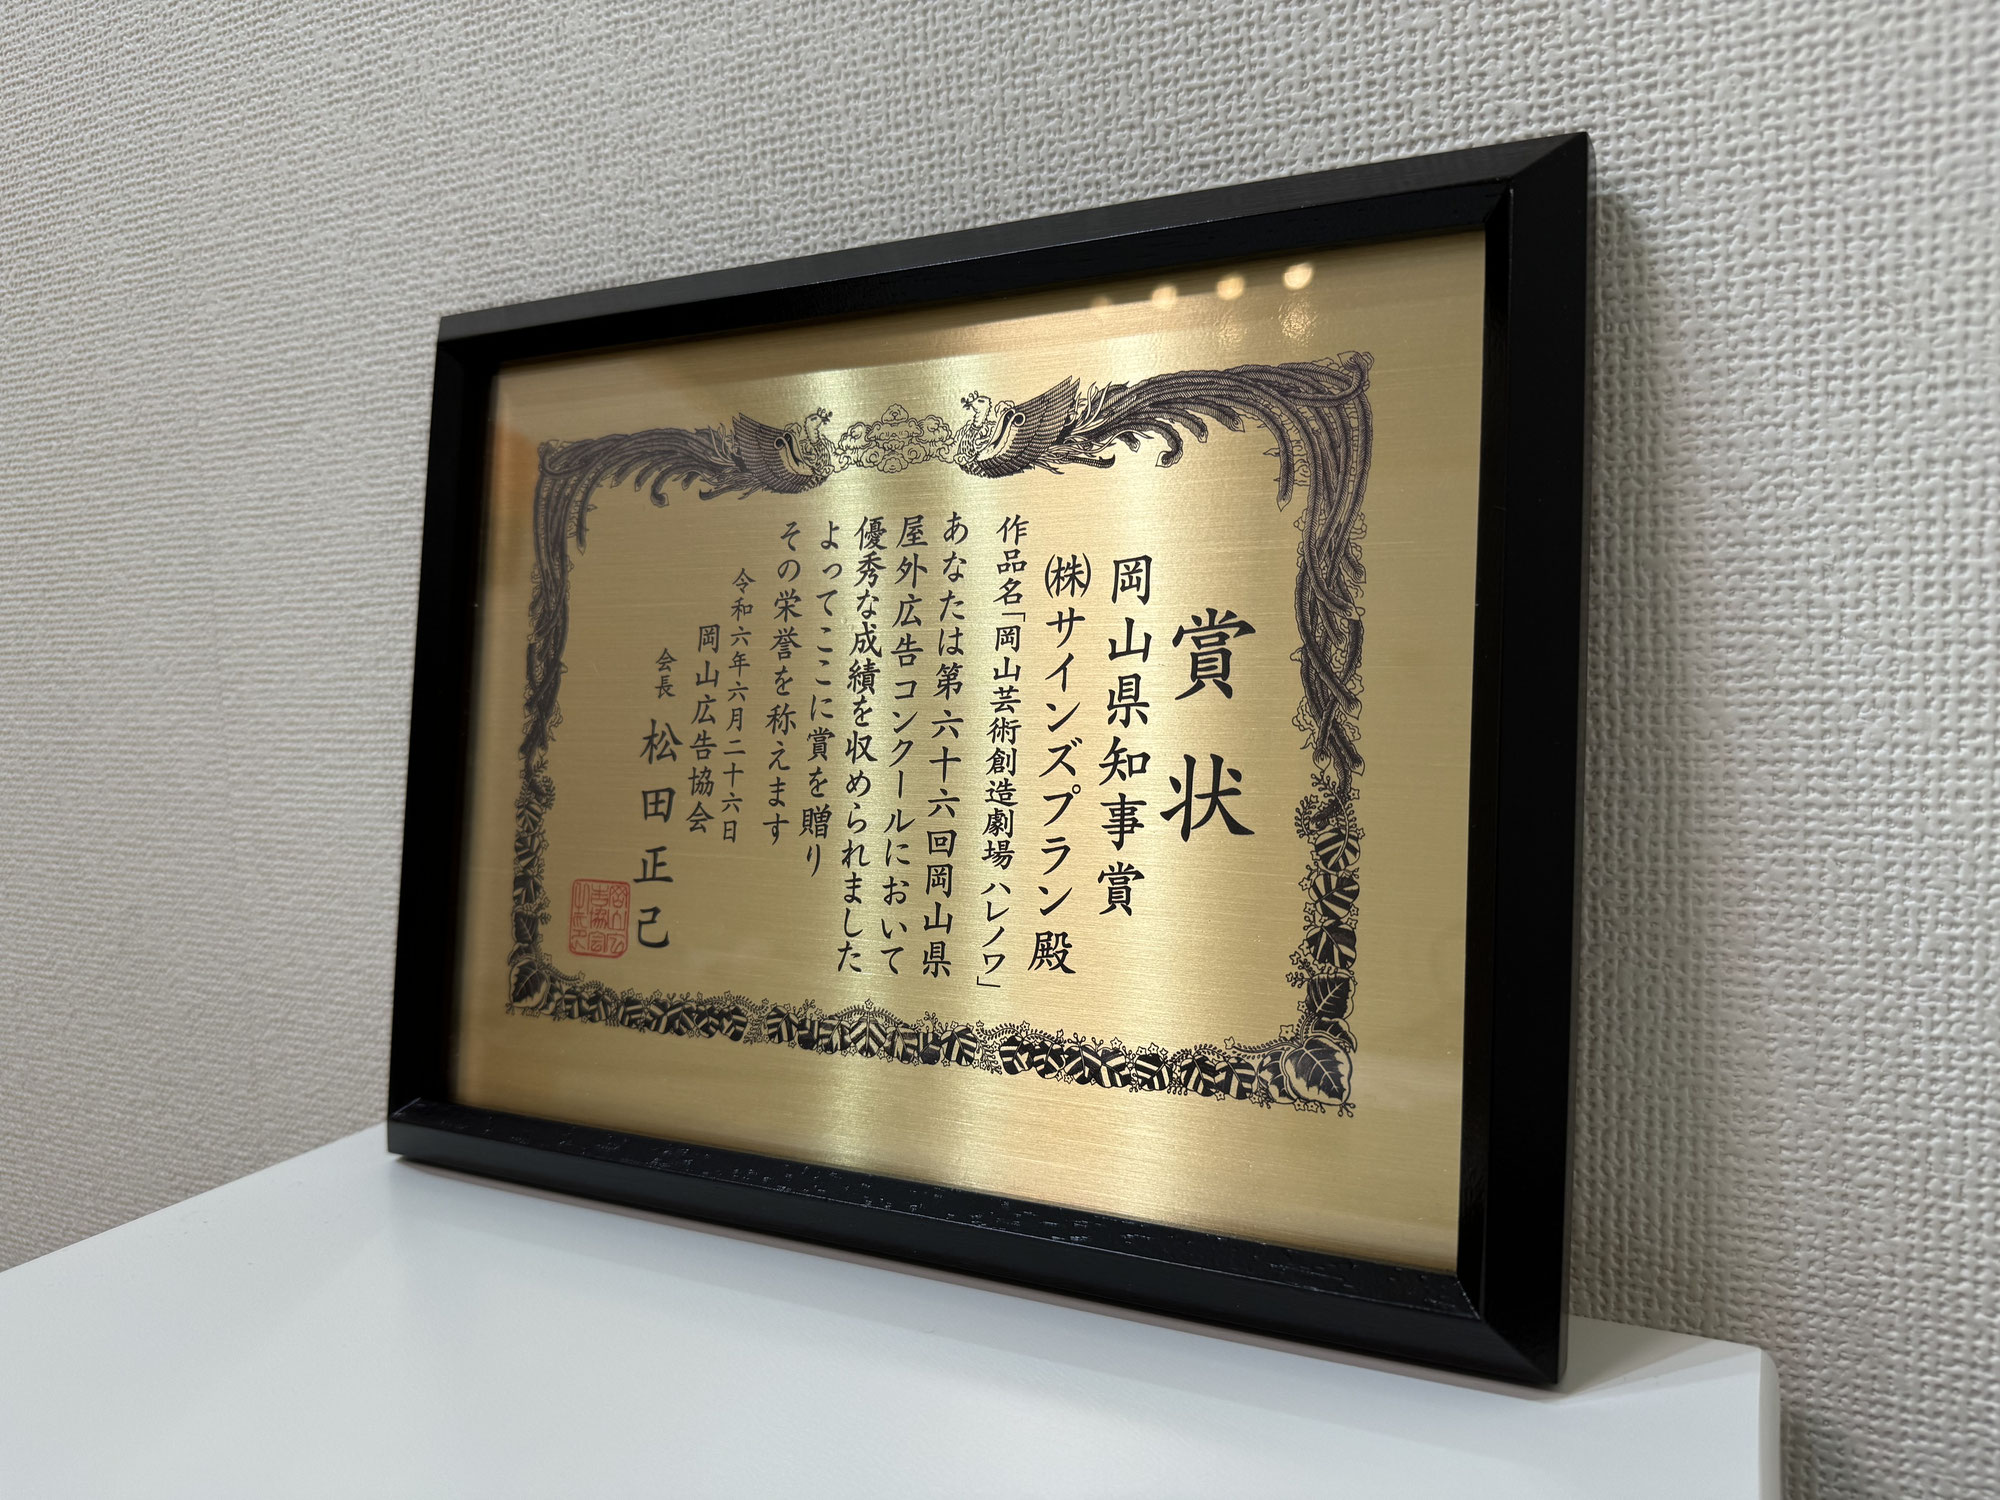 賞状
岡山県知事賞
㈱サインズプラン 殿
作品名「岡山芸術創造劇場 ハレノワ」
あなたは第六十六回岡山県
屋外広告コンクールにおいて
優秀な成績を収められました
よってここに賞を贈り
その栄誉を称えます
令和六年六月二十六日
岡山広告協会
会長 松田正己